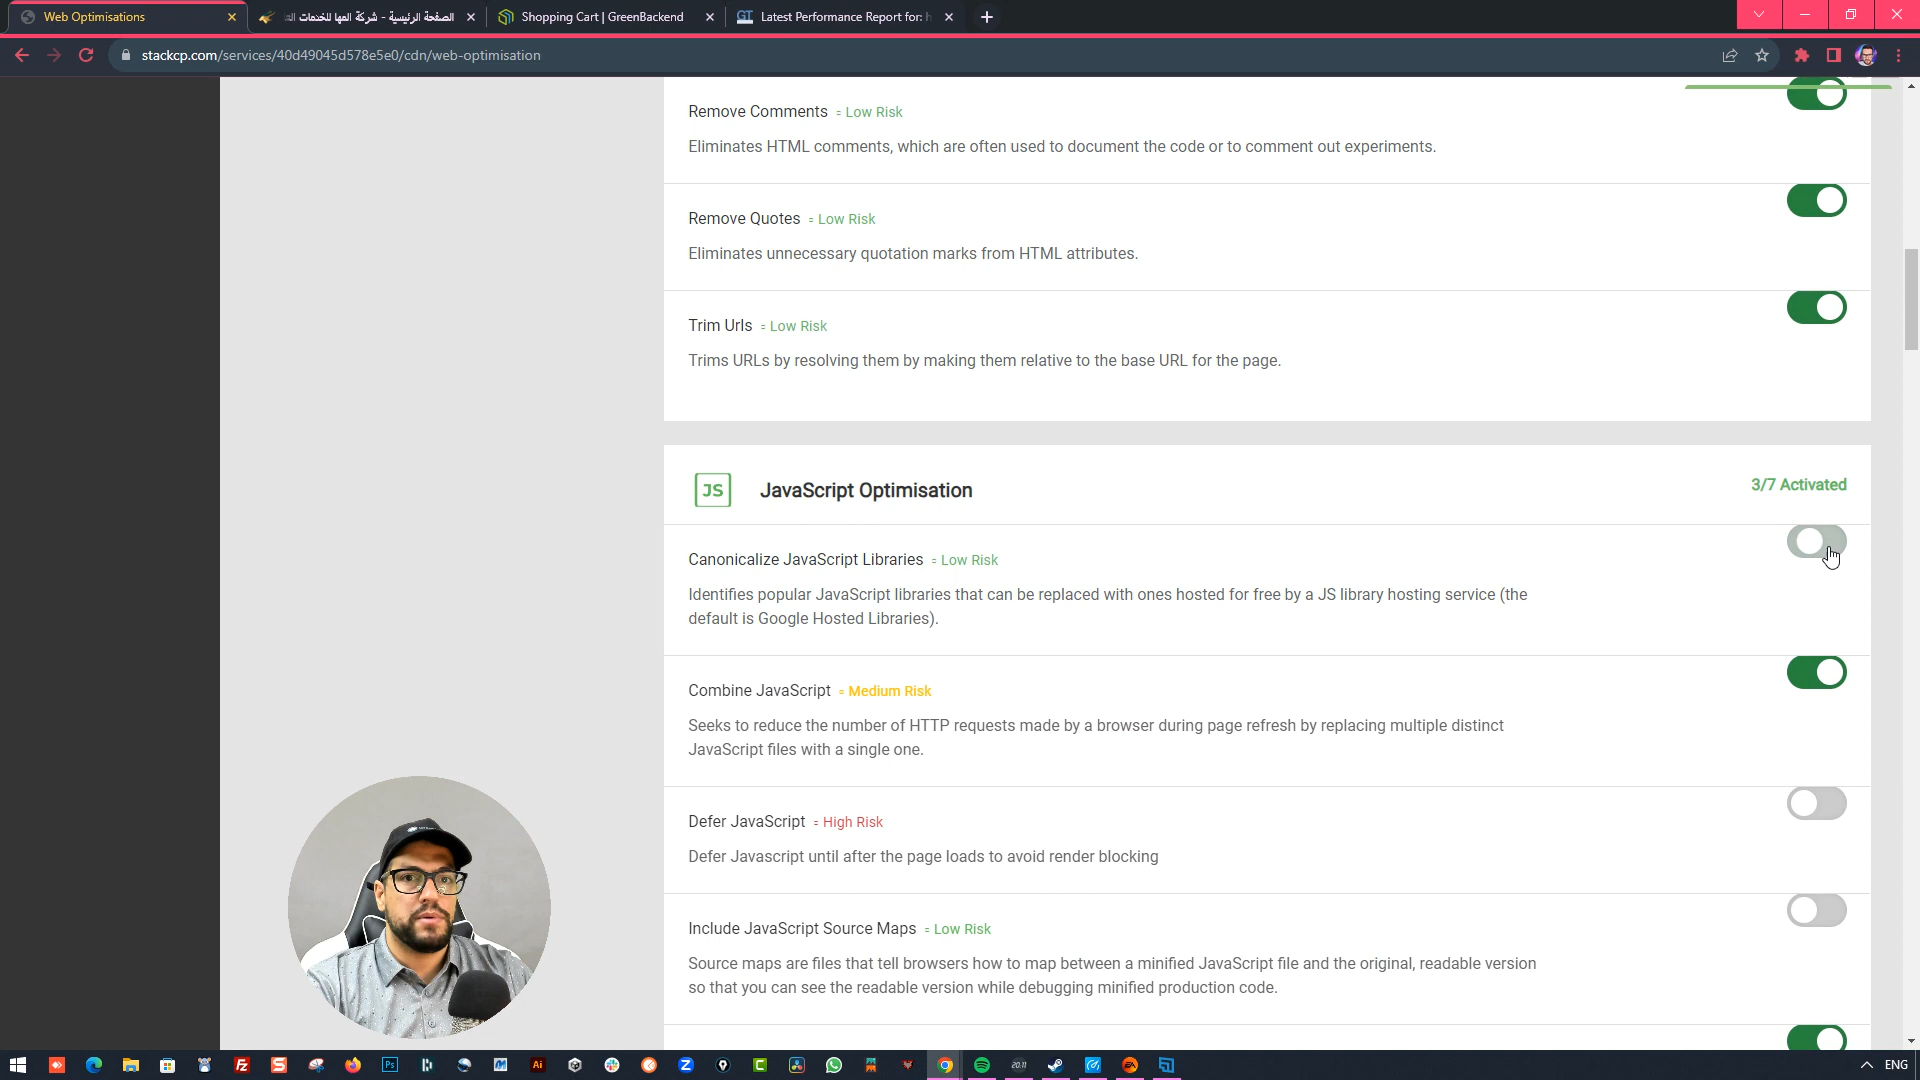 Web Optimisations
الصفحة الرئيسية - شركة المها للخدمات الت
Shopping Cart | GreenBackend
GT Latest Performance Report for: h
stackcp.com/services/40d49045d578e5e0/cdn/web-optimisation
Remove Comments = Low Risk
Eliminates HTML comments, which are often used to document the code or to comment out experiments.
Remove Quotes = Low Risk
Eliminates unnecessary quotation marks from HTML attributes.
Trim Urls = Low Risk
Trims URLs by resolving them by making them relative to the base URL for the page.
JS JavaScript Optimisation
3/7 Activated
Canonicalize JavaScript Libraries = Low Risk
Identifies popular JavaScript libraries that can be replaced with ones hosted for free by a JS library hosting service (the
default is Google Hosted Libraries).
Combine JavaScript = Medium Risk
Seeks to reduce the number of HTTP requests made by a browser during page refresh by replacing multiple distinct
JavaScript files with a single one.
Defer JavaScript = High Risk
Defer Javascript until after the page loads to avoid render blocking
Include JavaScript Source Maps = Low Risk
Source maps are files that tell browsers how to map between a minified JavaScript file and the original, readable version
so that you can see the readable version while debugging minified production code.
Fz S Ps Ai Z C 20.11 ENG